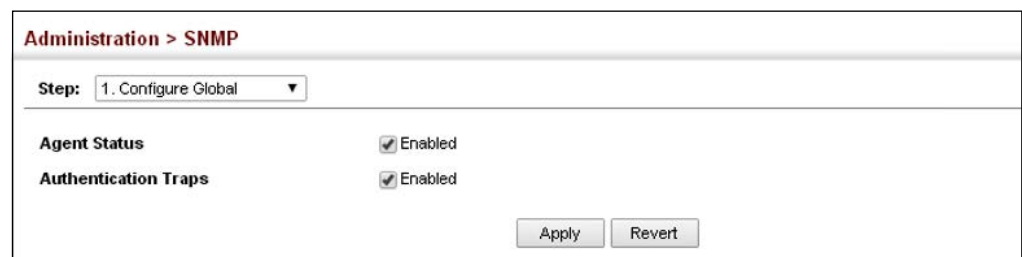 Administration > SNMP
Step: 1. Configure Global
Agent Status Enabled
Authentication Traps Enabled
Apply Revert